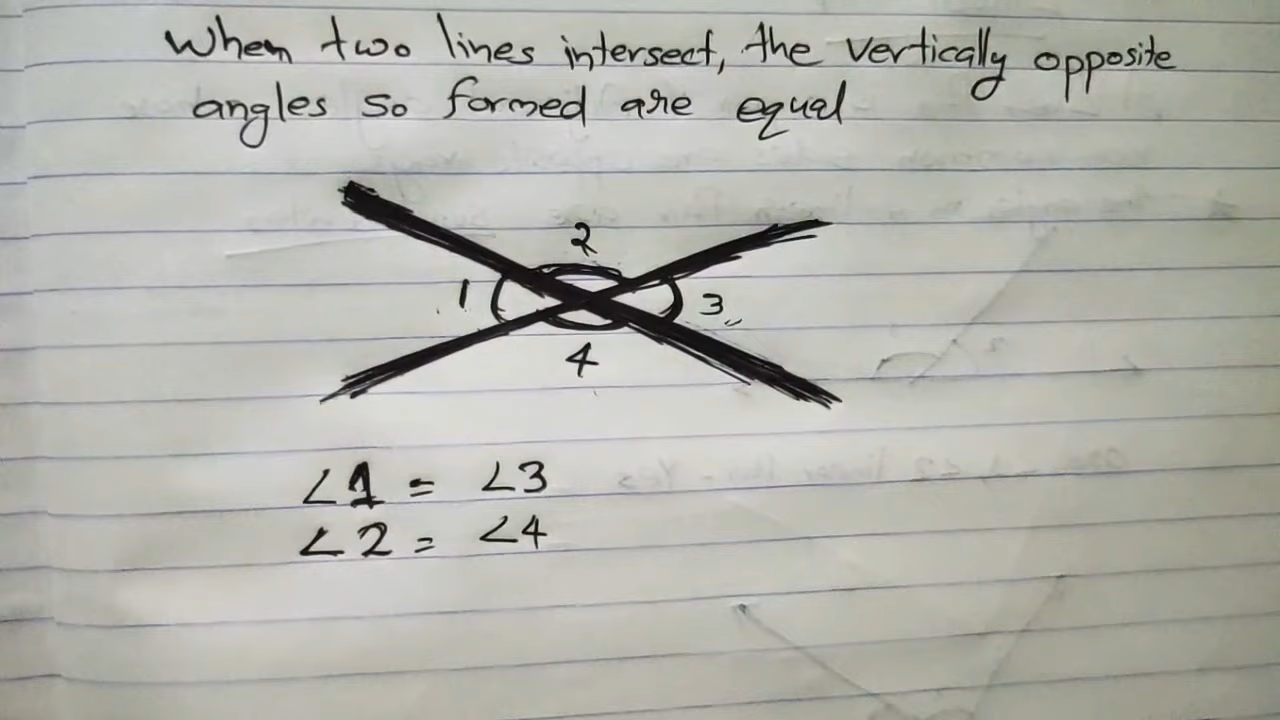 When two lines intersect, the vertically opposite
angles so formed are equal
2
1
3
4
∠1 = ∠3
∠2 = ∠4